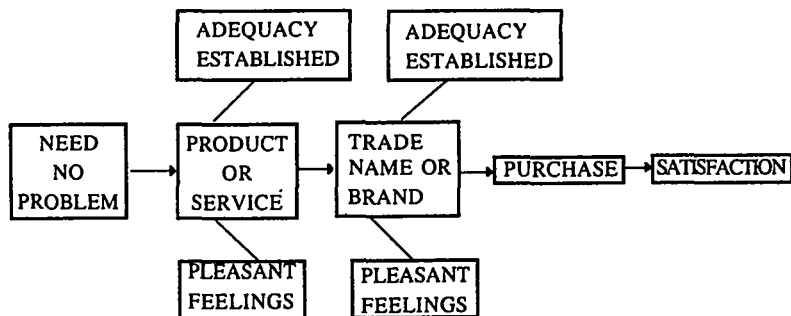 ADEQUACY
ESTABLISHED
ADEQUACY
ESTABLISHED
NEED
NO
PROBLEM
PRODUCT
OR
SERVICE
TRADE
NAME OR
BRAND
PURCHASE
SATISFACTION
PLEASANT
FEELINGS
PLEASANT
FEELINGS